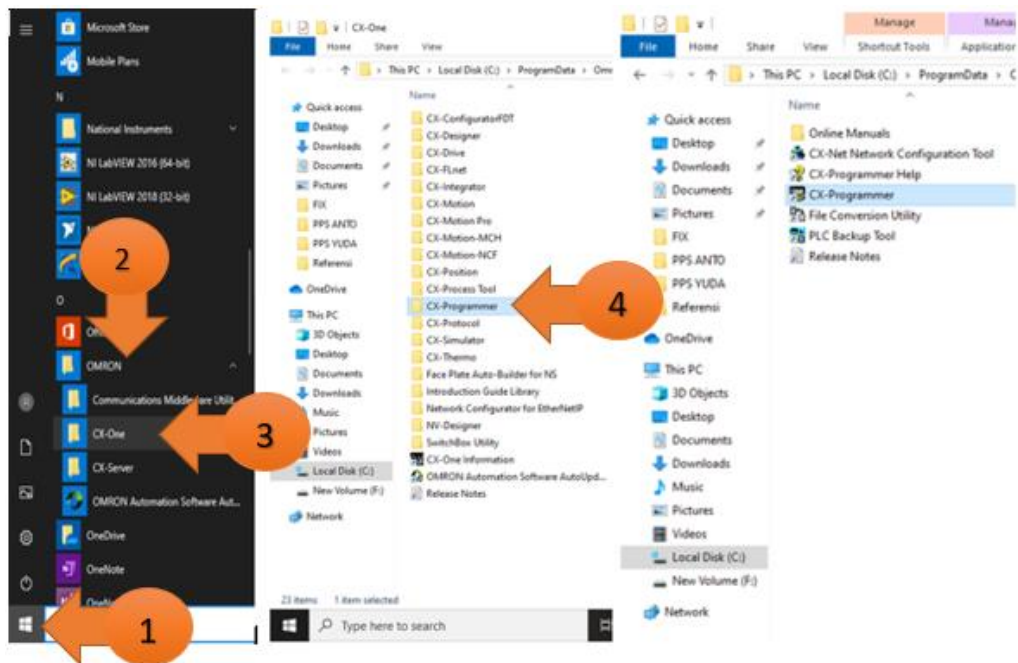 Microsoft Store
Mobile Plans
N
National Instruments
NI LabVIEW 2016 (64-bit)
NI LabVIEW 2018 (32-bit)
2
O
OMRON
Communications Middleware Utilit...
CX-One
3
CX-Server
OMRON Automation Software Aut...
OneDrive
OneNote
1
CX-One
File Home Share View
This PC > Local Disk (C:) > ProgramData >
Name
Quick access
Desktop
Downloads
Documents
Pictures
FIX
PPS ANTO
PPS YUDA
Referensi
OneDrive
This PC
3D Objects
Desktop
Documents
Downloads
Music
Pictures
Videos
Local Disk (C:)
New Volume (F:)
Network
CX-ConfiguratorFDT
CX-Designer
CX-Drive
CX-FLnet
CX-Integrator
CX-Motion
CX-Motion Pro
CX-Motion-MCH
CX-Motion-NCF
CX-Position
CX-Process Tool
CX-Programmer
4
CX-Protocol
CX-Simulator
CX-Thermo
Face Plate Auto-Builder for NS
Introduction Guide Library
Network Configurator for EtherNetIP
NV-Designer
SwitchBox Utility
CX-One Information
OMRON Automation Software AutoUpd...
Release Notes
23 items 1 item selected
Type here to search
Manage
File Home Share View Shortcut Tools Application
This PC > Local Disk (C:) > ProgramData >
Name
Quick access
Desktop
Downloads
Documents
Pictures
FIX
PPS ANTO
PPS YUDA
Referensi
OneDrive
This PC
3D Objects
Desktop
Documents
Downloads
Music
Pictures
Videos
Local Disk (C:)
New Volume (F:)
Network
Online Manuals
CX-Net Network Configuration Tool
CX-Programmer Help
CX-Programmer
File Conversion Utility
PLC Backup Tool
Release Notes